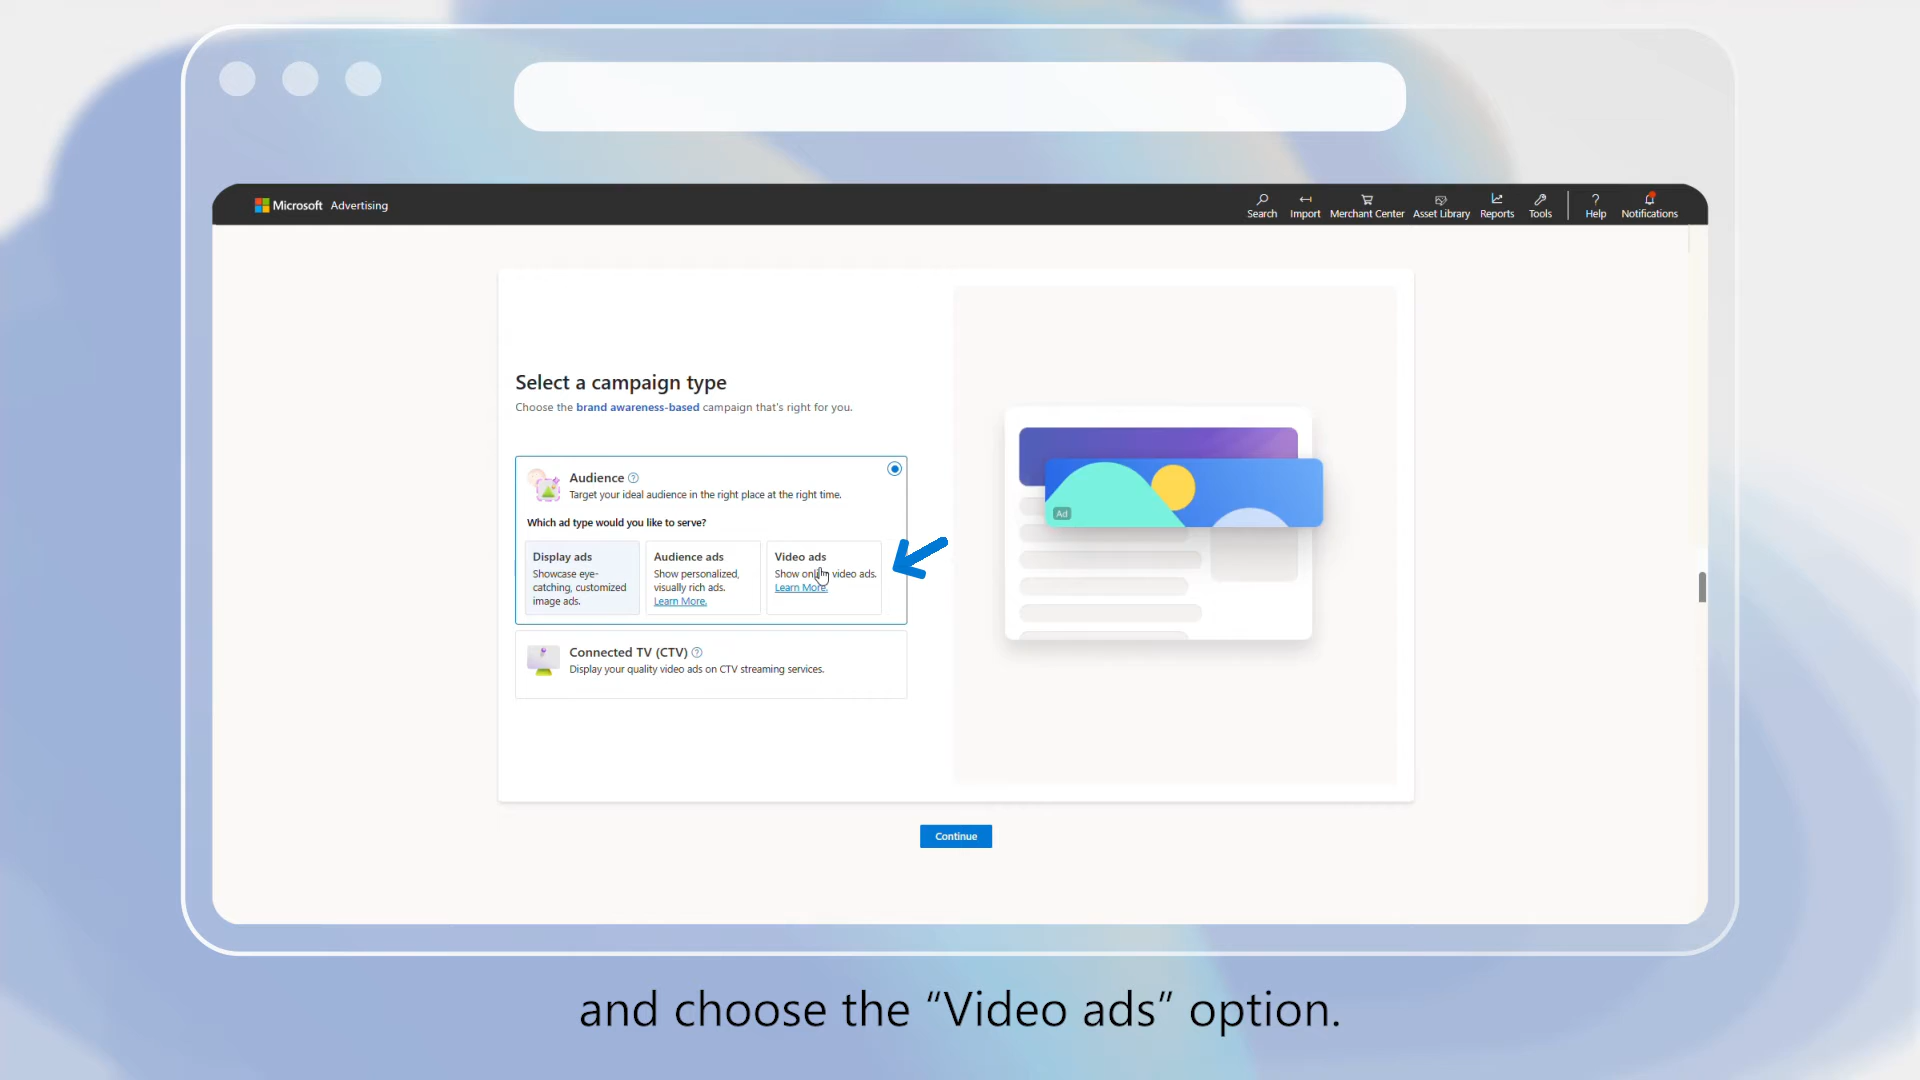 Microsoft Advertising
Search
Import
Merchant Center
Asset Library
Reports
Tools
Help
Notifications
Select a campaign type
Choose the brand awareness-based campaign that's right for you.
Audience
Target your ideal audience in the right place at the right time.
Which ad type would you like to serve?
Display ads
Showcase eye-
catching, customized
image ads.
Audience ads
Show personalized,
visually rich ads.
Learn More.
Video ads
Show online video ads.
Learn More.
Connected TV (CTV)
Display your quality video ads on CTV streaming services.
Ad
Continue
and choose the “Video ads” option.